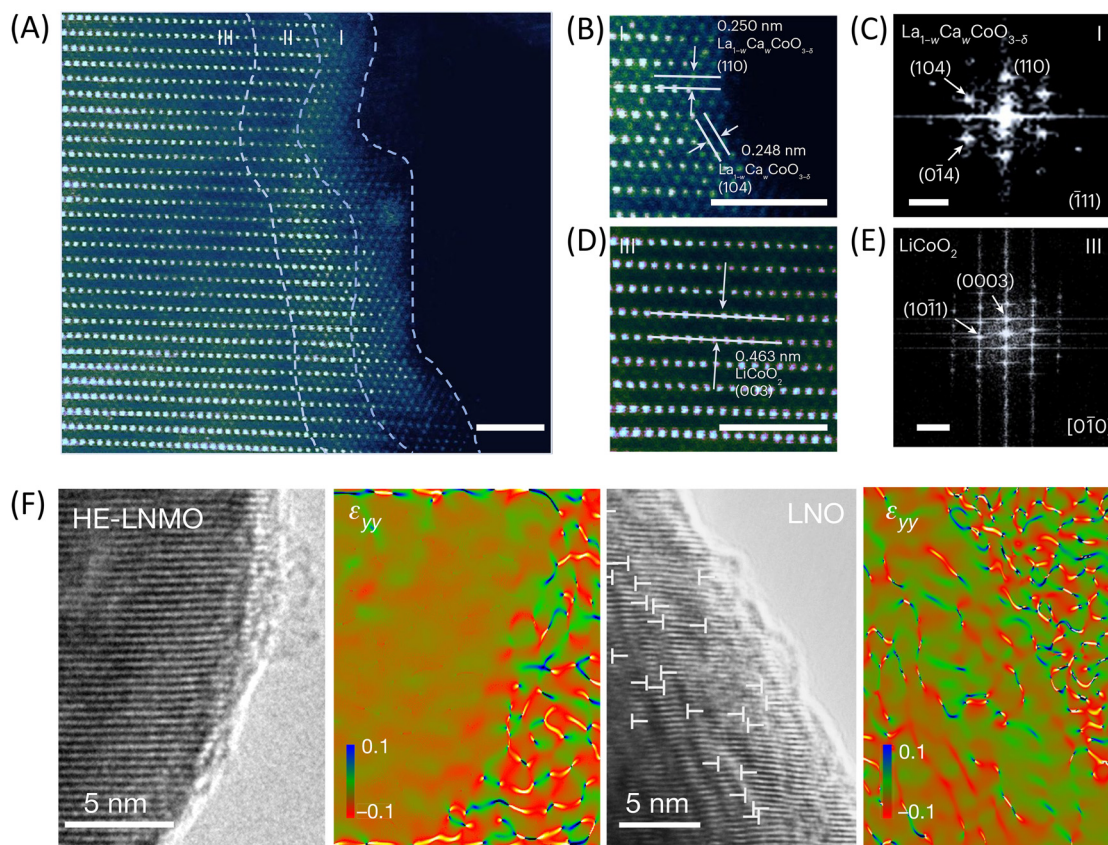 (A)
III
II
I
(B)
I
0.250 nm
La₁₋wCawCoO₃₋δ
(110)
0.248 nm
La₁₋wCawCoO₃₋δ
(104)
(C)
La₁₋wCawCoO₃₋δ
I
(104)
(110)
(01̄4)
(1̄11)
(D)
III
0.463 nm
LiCoO₂
(003)
(E)
LiCoO₂
III
(0003)
(101̄1)
[01̄0
(F)
HE-LNMO
5 nm
εyy
0.1
−0.1
LNO
5 nm
εyy
0.1
−0.1